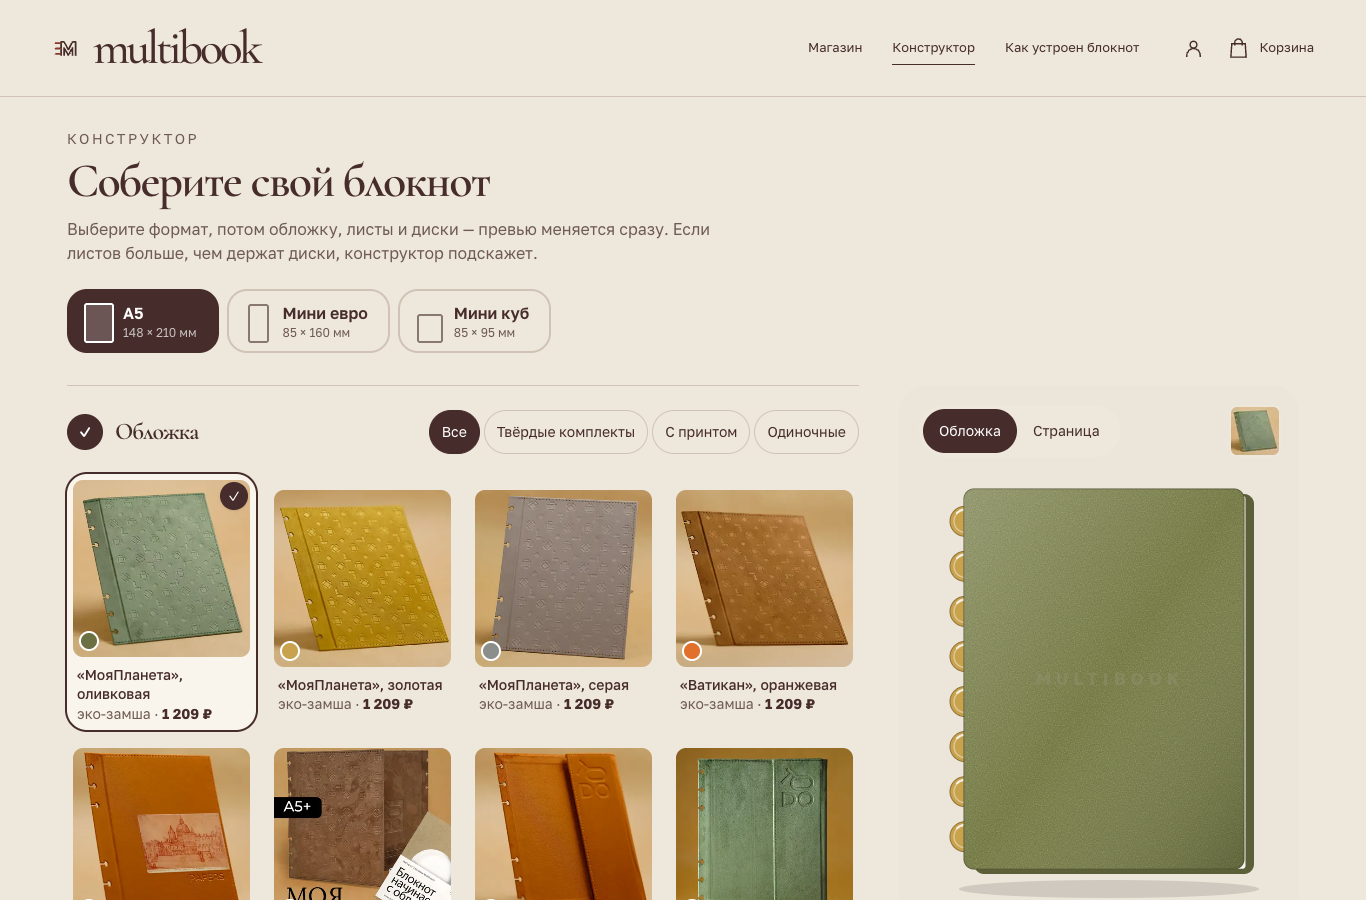 multibook
Магазин
Конструктор
Как устроен блокнот
Корзина
КОНСТРУКТОР
Соберите свой блокнот
Выберите формат, потом обложку, листы и диски — превью меняется сразу. Если
листов больше, чем держат диски, конструктор подскажет.
A5
148 × 210 мм
Мини евро
85 × 160 мм
Мини куб
85 × 95 мм
Обложка
Все
Твёрдые комплекты
С принтом
Одиночные
Обложка
Страница
«МояПланета»,
оливковая
эко-замша · 1 209 ₽
«МояПланета», золотая
эко-замша · 1 209 ₽
«МояПланета», серая
эко-замша · 1 209 ₽
«Ватикан», оранжевая
эко-замша · 1 209 ₽
MULTIBOOK
A5+
МОЯ
Блокнот